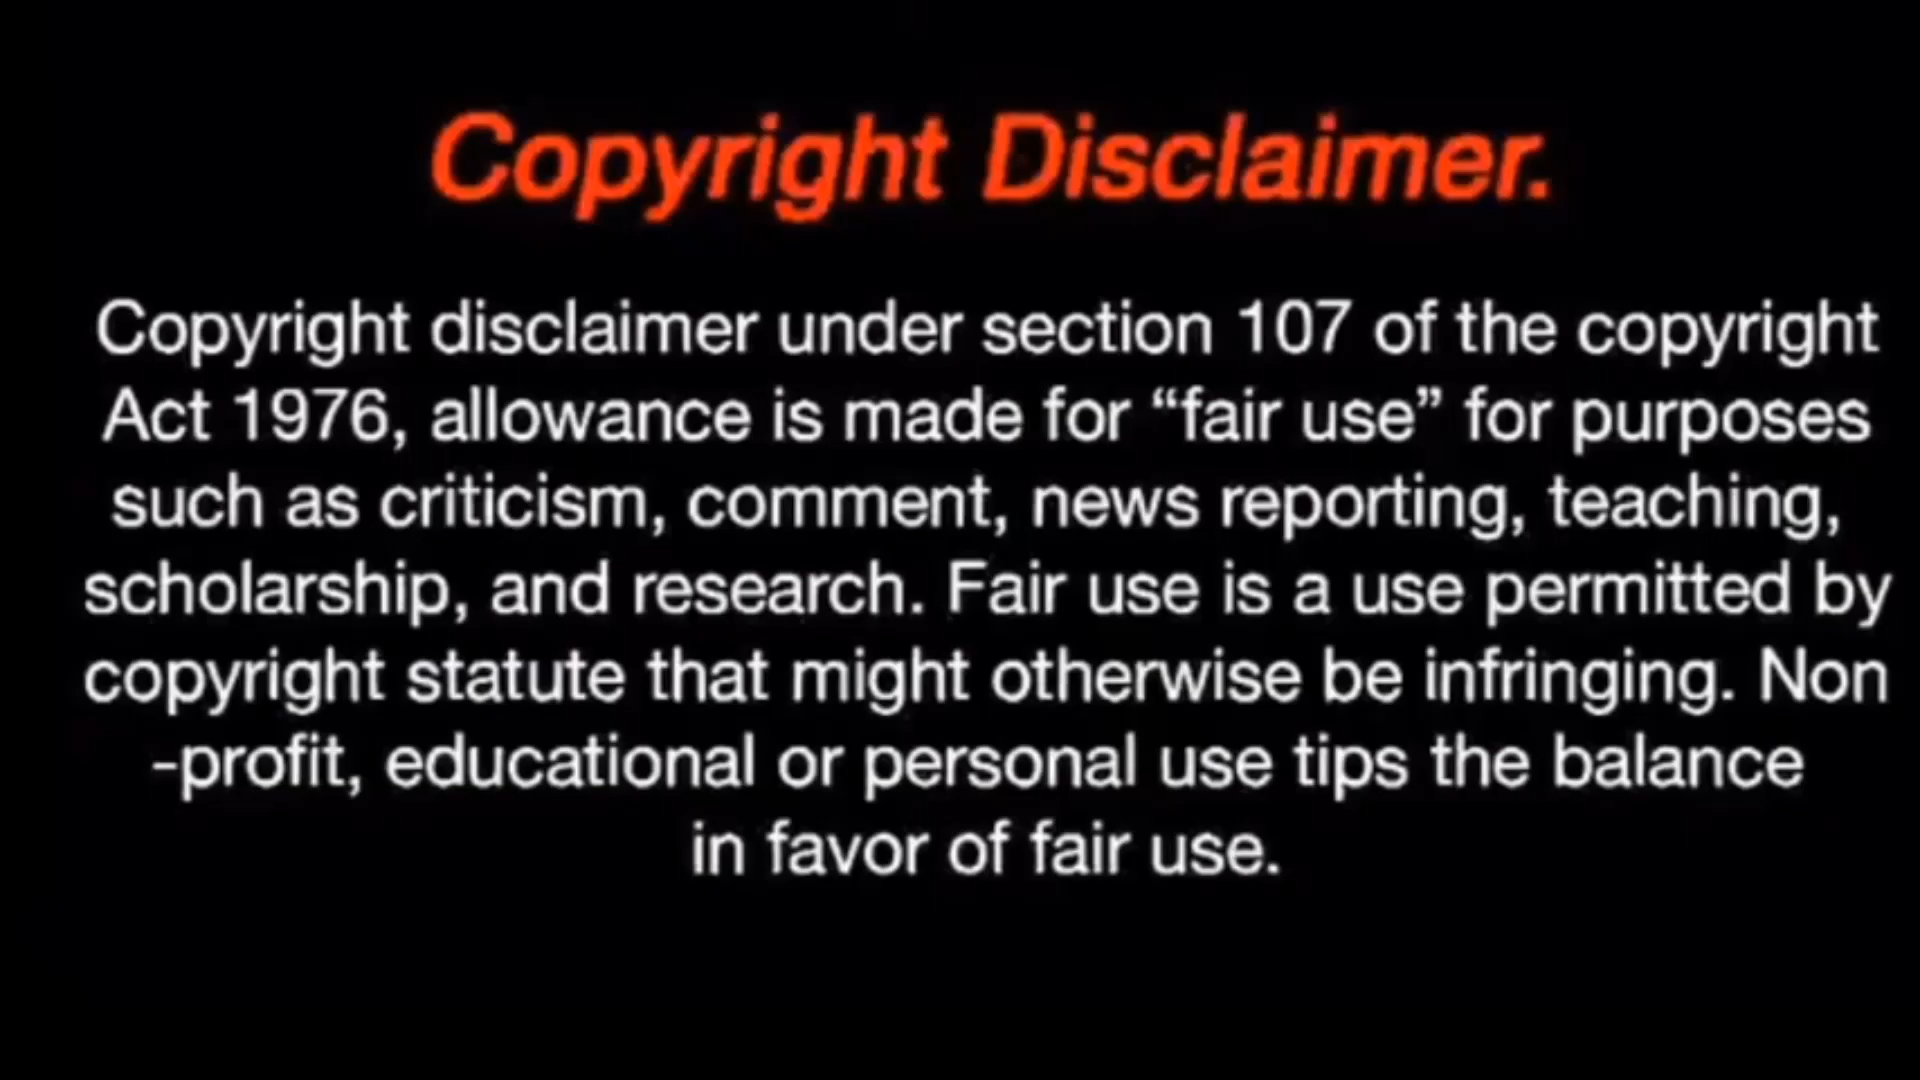 Copyright Disclaimer.
Copyright disclaimer under section 107 of the copyright
Act 1976, allowance is made for “fair use” for purposes
such as criticism, comment, news reporting, teaching,
scholarship, and research. Fair use is a use permitted by
copyright statute that might otherwise be infringing. Non
-profit, educational or personal use tips the balance
in favor of fair use.